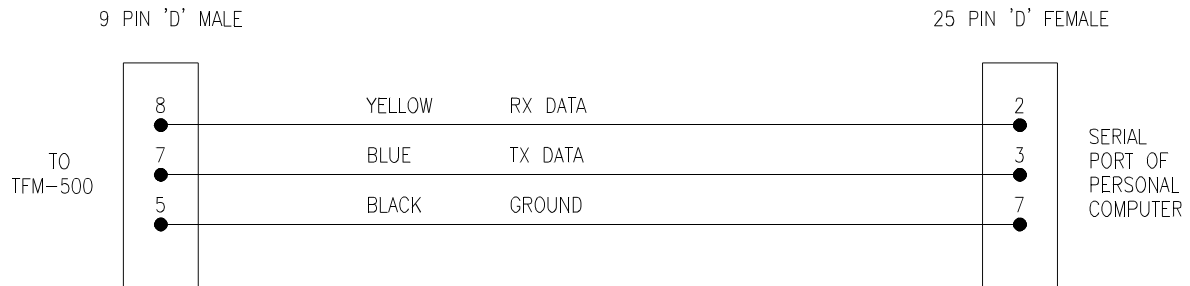 9 PIN 'D' MALE
25 PIN 'D' FEMALE
8 YELLOW RX DATA 2
7 BLUE TX DATA 3
5 BLACK GROUND 7
TO
TFM-500
SERIAL
PORT OF
PERSONAL
COMPUTER